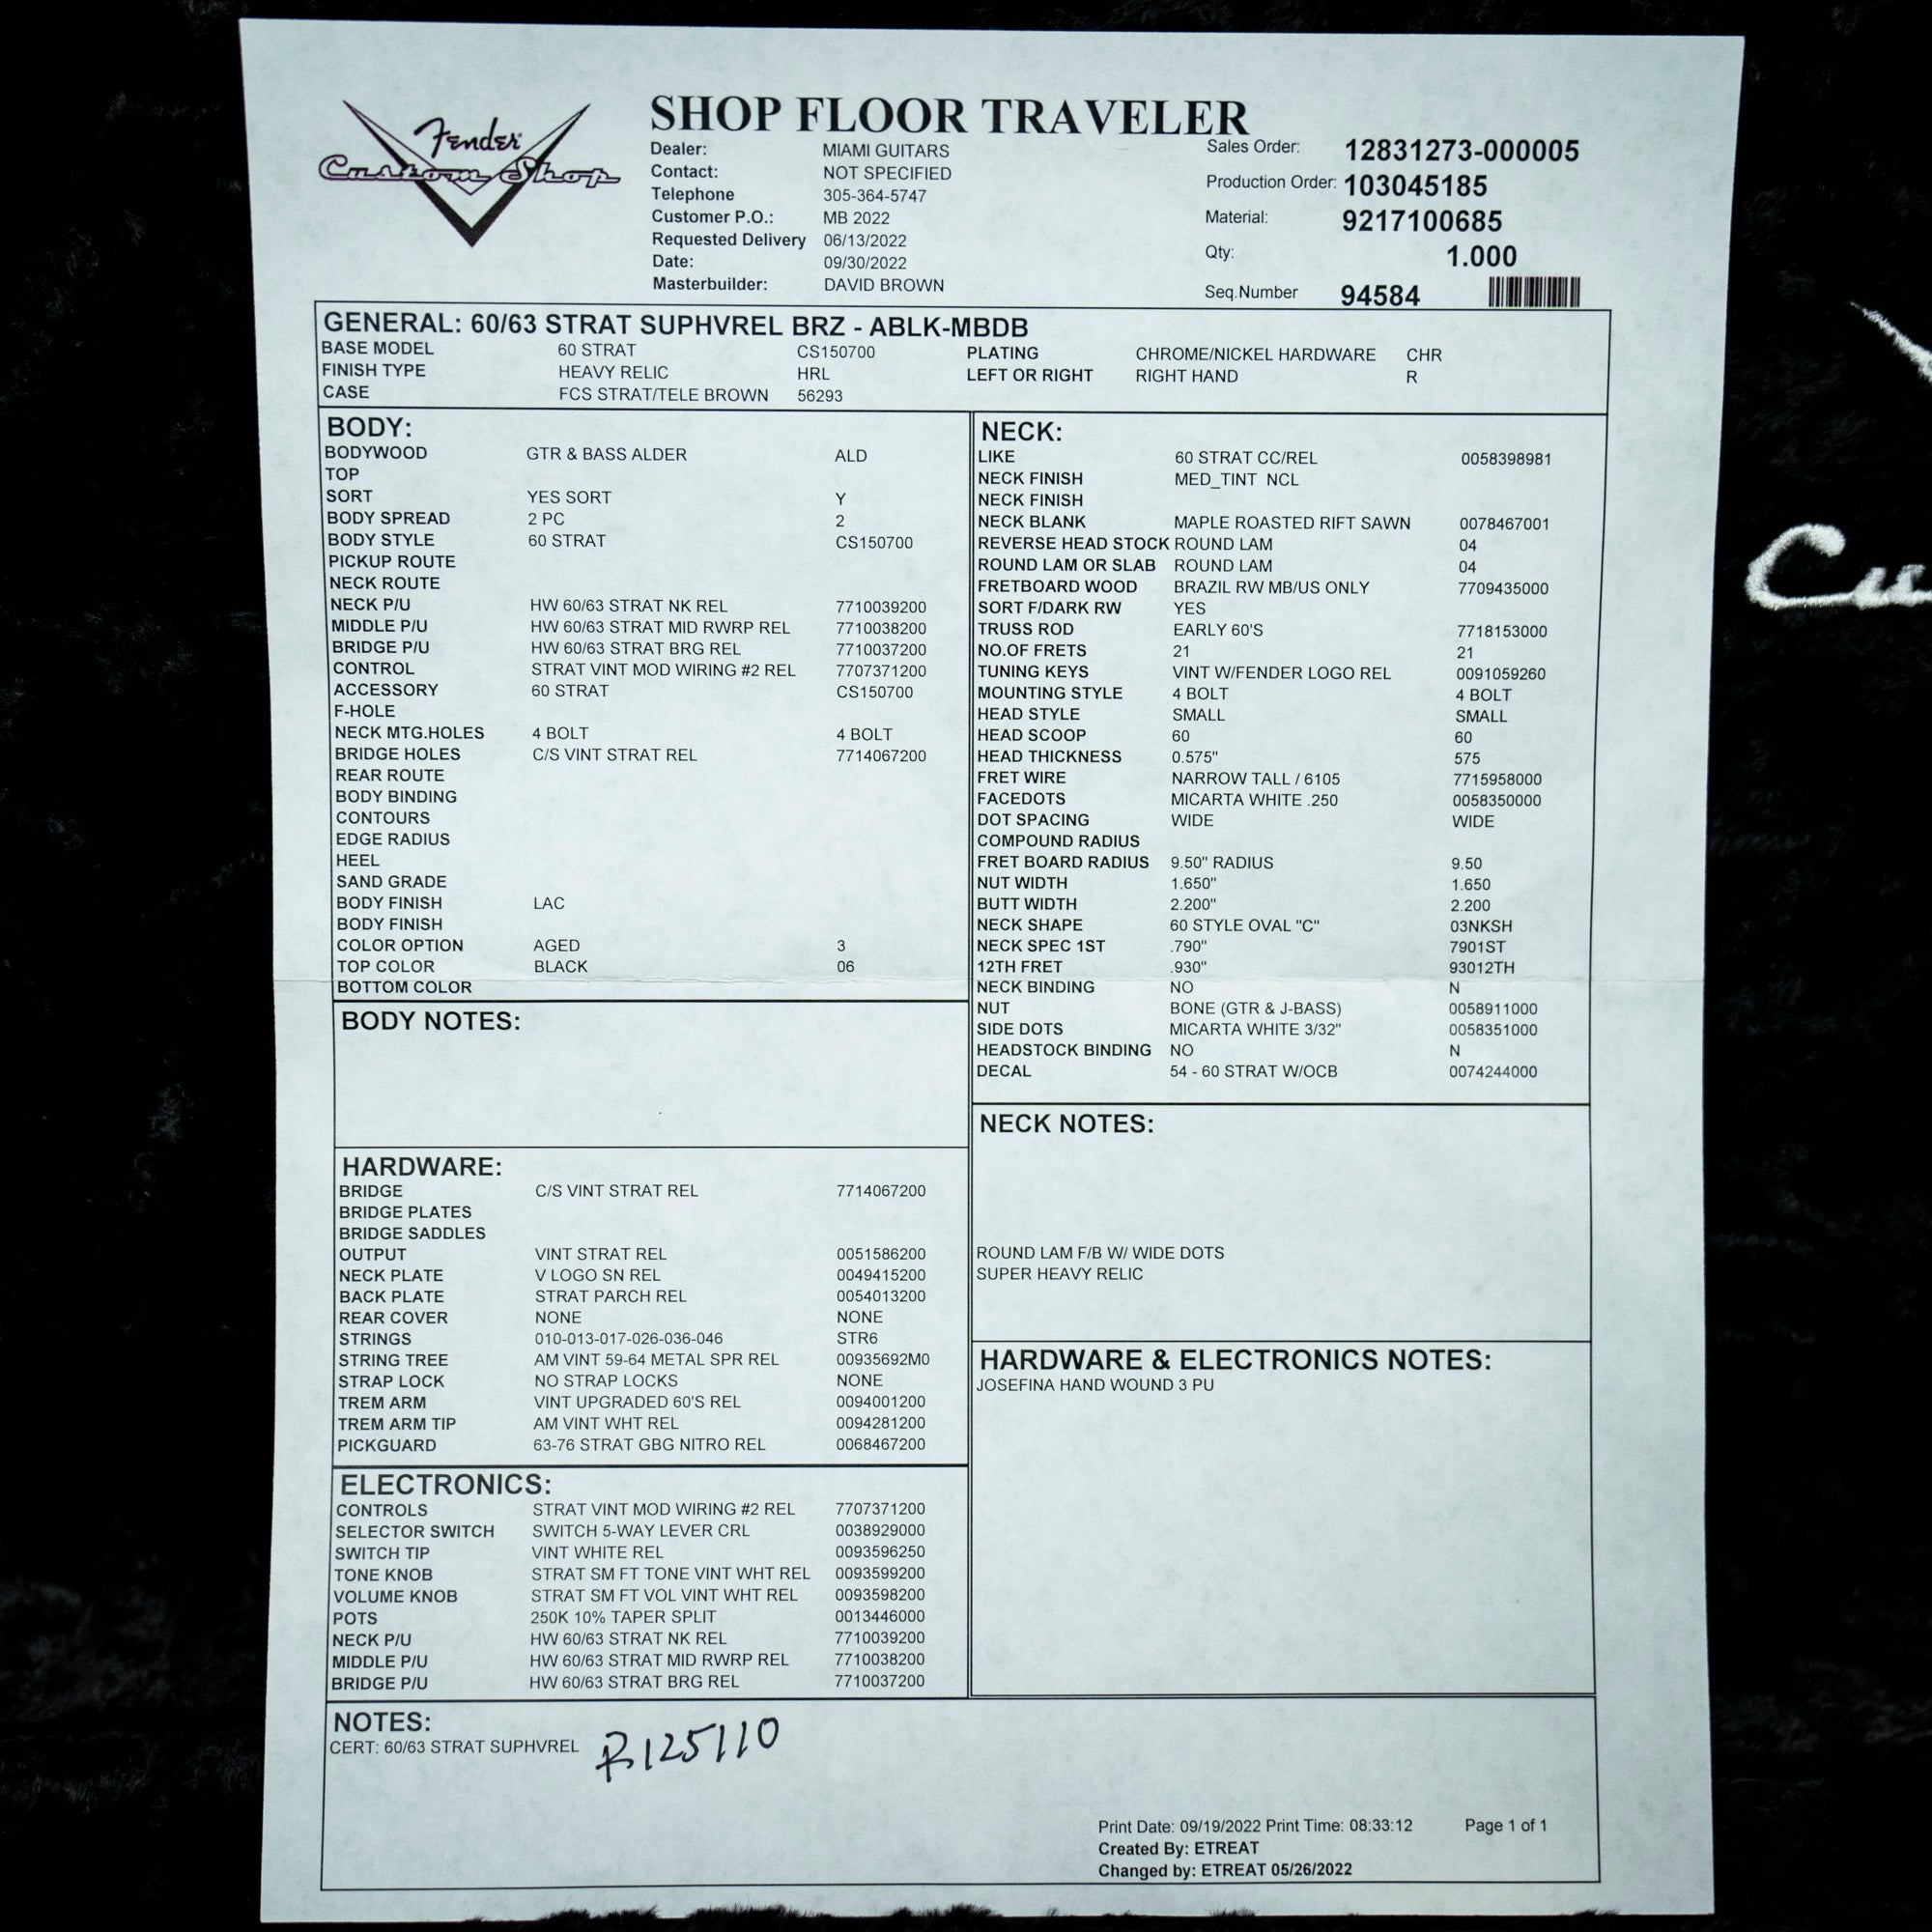 Fender
Custom Shop
SHOP FLOOR TRAVELER
Dealer: MIAMI GUITARS
Contact: NOT SPECIFIED
Telephone 305-364-5747
Customer P.O.: MB 2022
Requested Delivery 06/13/2022
Date: 09/30/2022
Masterbuilder: DAVID BROWN
Sales Order: 12831273-000005
Production Order: 103045185
Material: 9217100685
Qty: 1.000
Seq.Number 94584
GENERAL: 60/63 STRAT SUPHVREL BRZ - ABLK-MBDB
BASE MODEL 60 STRAT CS150700 PLATING CHROME/NICKEL HARDWARE CHR
FINISH TYPE HEAVY RELIC HRL LEFT OR RIGHT RIGHT HAND R
CASE FCS STRAT/TELE BROWN 56293
BODY:
BODYWOOD GTR & BASS ALDER ALD
TOP
SORT YES SORT Y
BODY SPREAD 2 PC 2
BODY STYLE 60 STRAT CS150700
PICKUP ROUTE
NECK ROUTE
NECK P/U HW 60/63 STRAT NK REL 7710039200
MIDDLE P/U HW 60/63 STRAT MID RWRP REL 7710038200
BRIDGE P/U HW 60/63 STRAT BRG REL 7710037200
CONTROL STRAT VINT MOD WIRING #2 REL 7707371200
ACCESSORY 60 STRAT CS150700
F-HOLE
NECK MTG.HOLES 4 BOLT 4 BOLT
BRIDGE HOLES C/S VINT STRAT REL 7714067200
REAR ROUTE
BODY BINDING
CONTOURS
EDGE RADIUS
HEEL
SAND GRADE
BODY FINISH LAC
BODY FINISH
COLOR OPTION AGED 3
TOP COLOR BLACK 06
BOTTOM COLOR
BODY NOTES:
HARDWARE:
BRIDGE C/S VINT STRAT REL 7714067200
BRIDGE PLATES
BRIDGE SADDLES
OUTPUT VINT STRAT REL 0051586200
NECK PLATE V LOGO SN REL 0049415200
BACK PLATE STRAT PARCH REL 0054013200
REAR COVER NONE NONE
STRINGS 010-013-017-026-036-046 STR6
STRING TREE AM VINT 59-64 METAL SPR REL 00935692M0
STRAP LOCK NO STRAP LOCKS NONE
TREM ARM VINT UPGRADED 60'S REL 0094001200
TREM ARM TIP AM VINT WHT REL 0094281200
PICKGUARD 63-76 STRAT GBG NITRO REL 0068467200
ELECTRONICS:
CONTROLS STRAT VINT MOD WIRING #2 REL 7707371200
SELECTOR SWITCH SWITCH 5-WAY LEVER CRL 0038929000
SWITCH TIP VINT WHITE REL 0093596250
TONE KNOB STRAT SM FT TONE VINT WHT REL 0093599200
VOLUME KNOB STRAT SM FT VOL VINT WHT REL 0093598200
POTS 250K 10% TAPER SPLIT 0013446000
NECK P/U HW 60/63 STRAT NK REL 7710039200
MIDDLE P/U HW 60/63 STRAT MID RWRP REL 7710038200
BRIDGE P/U HW 60/63 STRAT BRG REL 7710037200
NECK:
LIKE 60 STRAT CC/REL 0058398981
NECK FINISH MED_TINT NCL
NECK FINISH
NECK BLANK MAPLE ROASTED RIFT SAWN 0078467001
REVERSE HEAD STOCK ROUND LAM 04
ROUND LAM OR SLAB ROUND LAM 04
FRETBOARD WOOD BRAZIL RW MB/US ONLY 7709435000
SORT F/DARK RW YES
TRUSS ROD EARLY 60'S 7718153000
NO.OF FRETS 21 21
TUNING KEYS VINT W/FENDER LOGO REL 0091059260
MOUNTING STYLE 4 BOLT 4 BOLT
HEAD STYLE SMALL SMALL
HEAD SCOOP 60 60
HEAD THICKNESS 0.575" 575
FRET WIRE NARROW TALL / 6105 7715958000
FACEDOTS MICARTA WHITE .250 0058350000
DOT SPACING WIDE WIDE
COMPOUND RADIUS
FRET BOARD RADIUS 9.50" RADIUS 9.50
NUT WIDTH 1.650" 1.650
BUTT WIDTH 2.200" 2.200
NECK SHAPE 60 STYLE OVAL "C" 03NKSH
NECK SPEC 1ST .790" 7901ST
12TH FRET .930" 93012TH
NECK BINDING NO N
NUT BONE (GTR & J-BASS) 0058911000
SIDE DOTS MICARTA WHITE 3/32" 0058351000
HEADSTOCK BINDING NO N
DECAL 54 - 60 STRAT W/OCB 0074244000
NECK NOTES:
ROUND LAM F/B W/ WIDE DOTS
SUPER HEAVY RELIC
HARDWARE & ELECTRONICS NOTES:
JOSEFINA HAND WOUND 3 PU
NOTES:
CERT: 60/63 STRAT SUPHVREL R125110
Print Date: 09/19/2022 Print Time: 08:33:12 Page 1 of 1
Created By: ETREAT
Changed by: ETREAT 05/26/2022
Cu